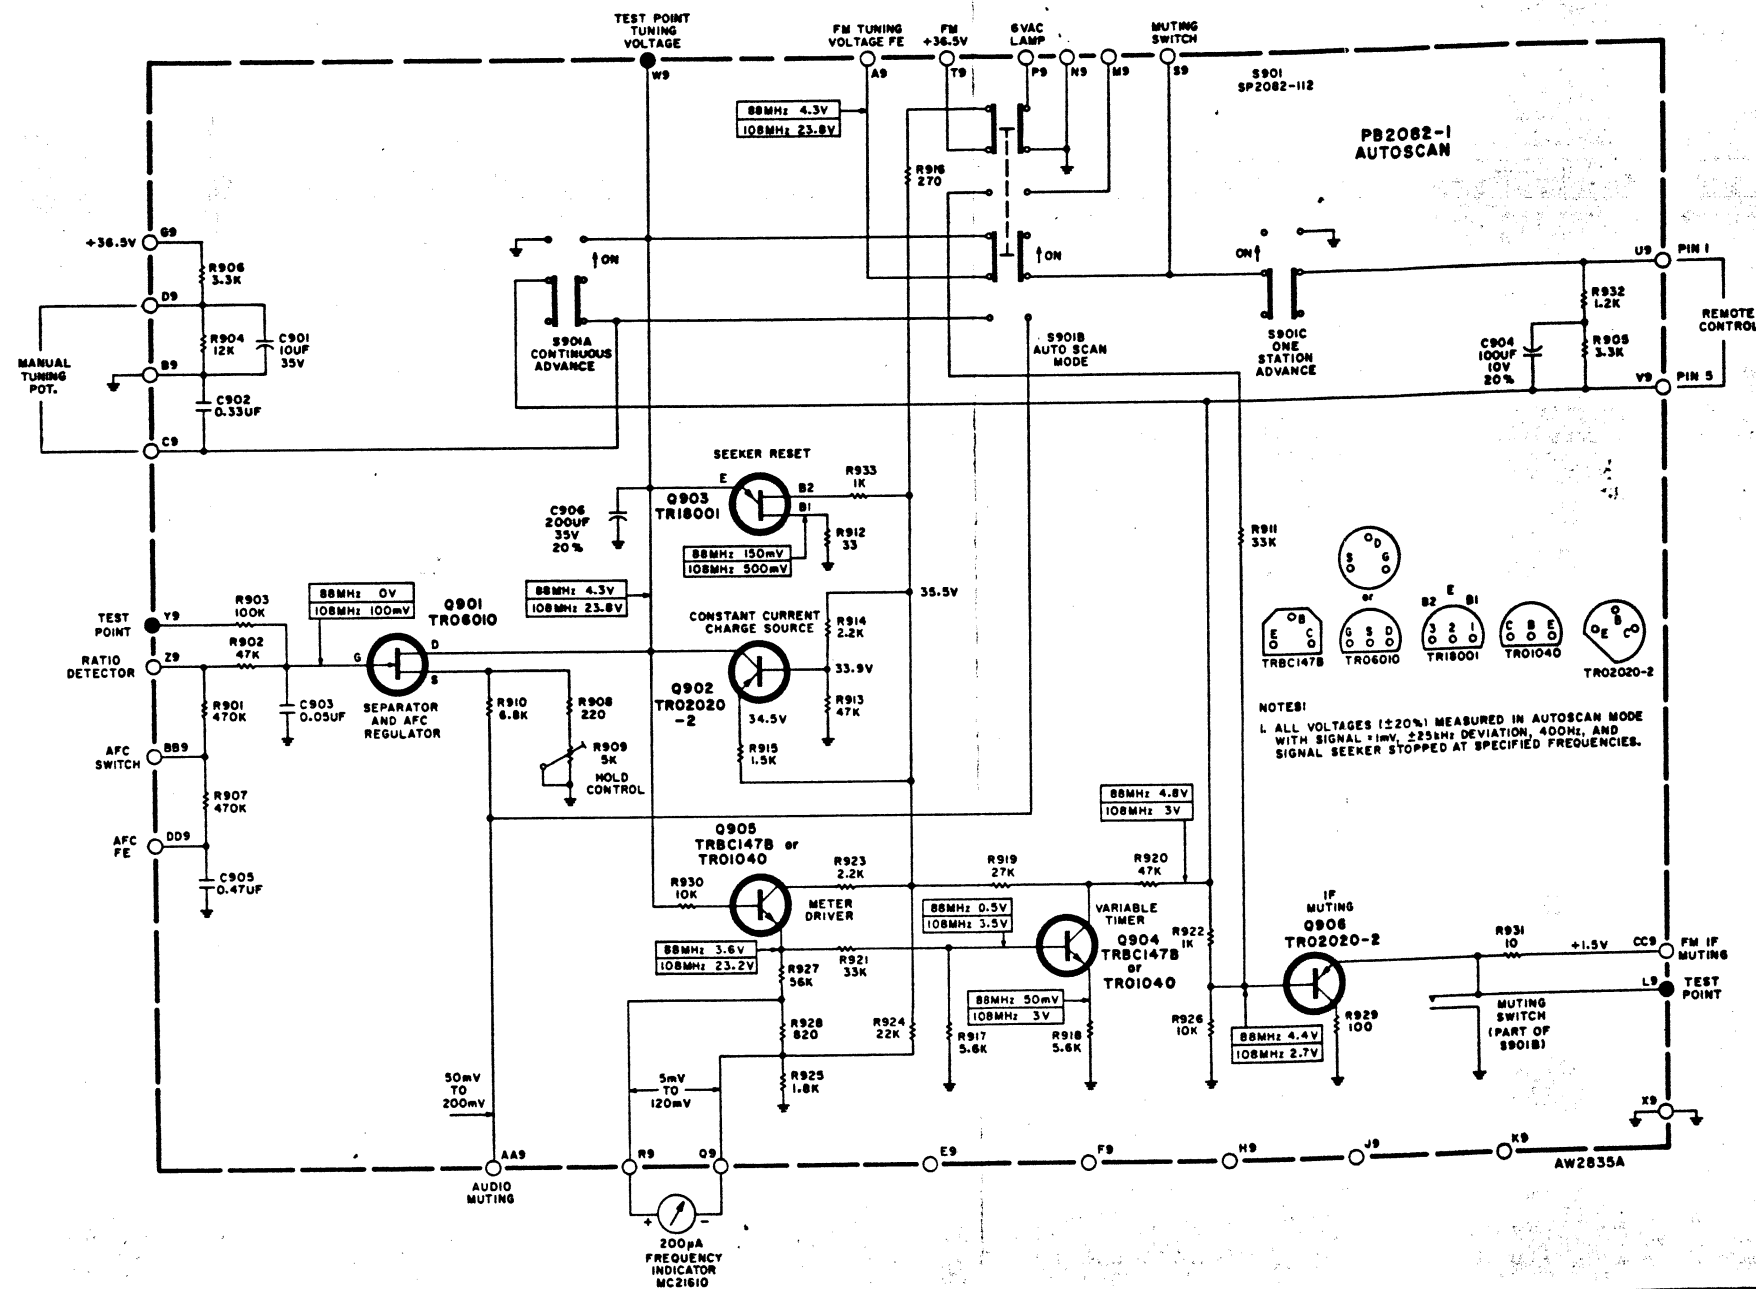 TEST POINT
TUNING
VOLTAGE
W9
FM TUNING
VOLTAGE FE
A9
FM
+36.5V
T9
6VAC
LAMP
P9
N9
M9
MUTING
SWITCH
S9
S901
SP2082-112
PB2082-1
AUTOSCAN
88MHz 4.3V
108MHz 23.8V
R916
270
+36.5V
G9
R906
3.3K
D9
R904
12K
C901
10UF
35V
MANUAL
TUNING
POT.
B9
C902
0.33UF
C9
ON
S901A
CONTINUOUS
ADVANCE
ON
S901B
AUTO SCAN
MODE
ON
S901C
ONE
STATION
ADVANCE
U9
PIN 1
R932
1.2K
C904
100UF
10V
20%
R905
3.3K
REMOTE
CONTROL
V9
PIN 5
SEEKER RESET
E
B2
B1
R933
1K
Q903
TR18001
C906
200UF
35V
20%
R912
33
88MHz 150mV
108MHz 500mV
R911
33K
88MHz 4.3V
108MHz 23.8V
35.5V
CONSTANT CURRENT
CHARGE SOURCE
R914
2.2K
33.9V
Q902
TR02020
-2
34.5V
R913
47K
R915
1.5K
TEST
POINT
Y9
R903
100K
88MHz 0V
108MHz 100mV
Q901
TR06010
RATIO
DETECTOR
Z9
R902
47K
G
D
S
R901
470K
C903
0.05UF
SEPARATOR
AND AFC
REGULATOR
R910
6.8K
R908
220
R909
5K
HOLD
CONTROL
AFC
SWITCH
BB9
R907
470K
AFC
FE
DD9
C905
0.47UF
D
S
G
or
E
B
C
TRBC147B
G S D
TR06010
E
B2
B1
3 2 1
TR18001
C B E
TR01040
B
E
C
TR02020-2
NOTES:
1. ALL VOLTAGES (±20%) MEASURED IN AUTOSCAN MODE
WITH SIGNAL =1mV, ±25kHz DEVIATION, 400Hz, AND
SIGNAL SEEKER STOPPED AT SPECIFIED FREQUENCIES.
Q905
TRBC147B or
TR01040
R930
10K
METER
DRIVER
R923
2.2K
R919
27K
R920
47K
88MHz 4.8V
108MHz 3V
88MHz 0.5V
108MHz 3.5V
VARIABLE
TIMER
Q904
TRBC147B
or
TR01040
88MHz 3.6V
108MHz 23.2V
R921
33K
R927
56K
R928
820
R925
1.8K
R924
22K
R917
5.6K
88MHz 50mV
108MHz 3V
R918
5.6K
R922
1K
R926
10K
IF
MUTING
Q906
TR02020-2
R929
100
88MHz 4.4V
108MHz 2.7V
R931
10
+1.5V
CC9
FM IF
MUTING
L9
TEST
POINT
MUTING
SWITCH
(PART OF
S901B)
X9
50mV
TO
200mV
5mV
TO
120mV
AA9
AUDIO
MUTING
R9
Q9
E9
F9
H9
J9
K9
AW2835A
+
-
200µA
FREQUENCY
INDICATOR
MC21610